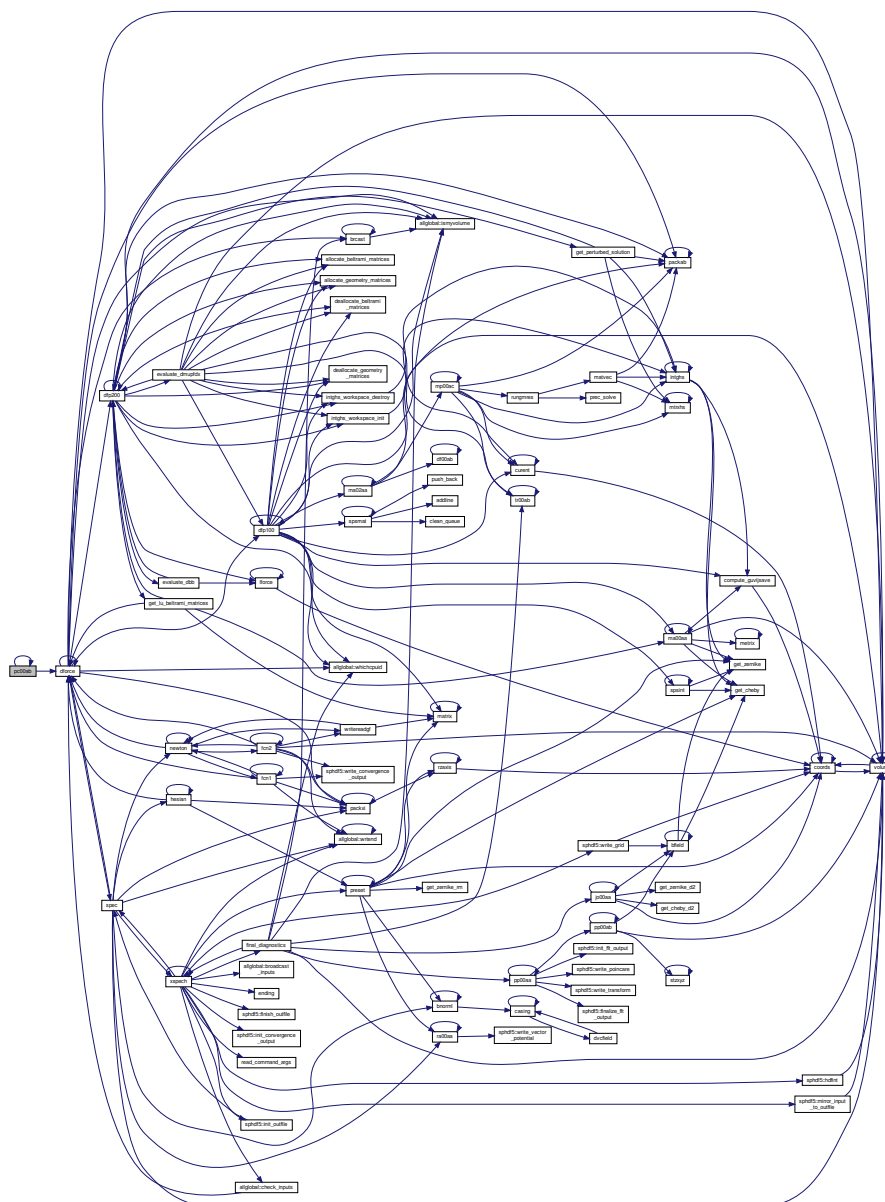 allglobal::ismyvolume
brcast
get_perturbed_solution
allocate_beltrami_matrices
packab
allocate_geometry_matrices
deallocate_beltrami
_matrices
evaluate_dmupfdx
deallocate_geometry
_matrices
intghs
mp00ac
matvec
dfp200
intghs_workspace_destroy
rungmres
prec_solve
mtrxhs
intghs_workspace_init
df00ab
curent
push_back
ma02aa
tr00ab
addline
spsmat
clean_queue
dfp100
evaluate_dbb
lforce
compute_guvijsave
get_lu_beltrami_matrices
ma00aa
metrix
pc00ab
dforce
allglobal::whichcpuid
get_zernike
spsint
get_cheby
matrix
writereadgf
newton
fcn2
sphdf5::write_convergence
_output
rzaxis
coords
fcn1
hesian
packxi
allglobal::wrtend
sphdf5::write_grid
bfield
preset
get_zernike_rm
jo00aa
get_zernike_d2
get_cheby_d2
spec
pp00ab
final_diagnostics
sphdf5::init_flt_output
allglobal::broadcast
_inputs
sphdf5::write_poincare
xspech
pp00aa
stzxyz
sphdf5::write_transform
ending
bnorml
casing
sphdf5::finalize_flt
_output
sphdf5::finish_outfile
sphdf5::init_convergence
_output
ra00aa
sphdf5::write_vector
_potential
dvcfield
read_command_args
sphdf5::hdfint
sphdf5::mirror_input
_to_outfile
sphdf5::init_outfile
allglobal::check_inputs